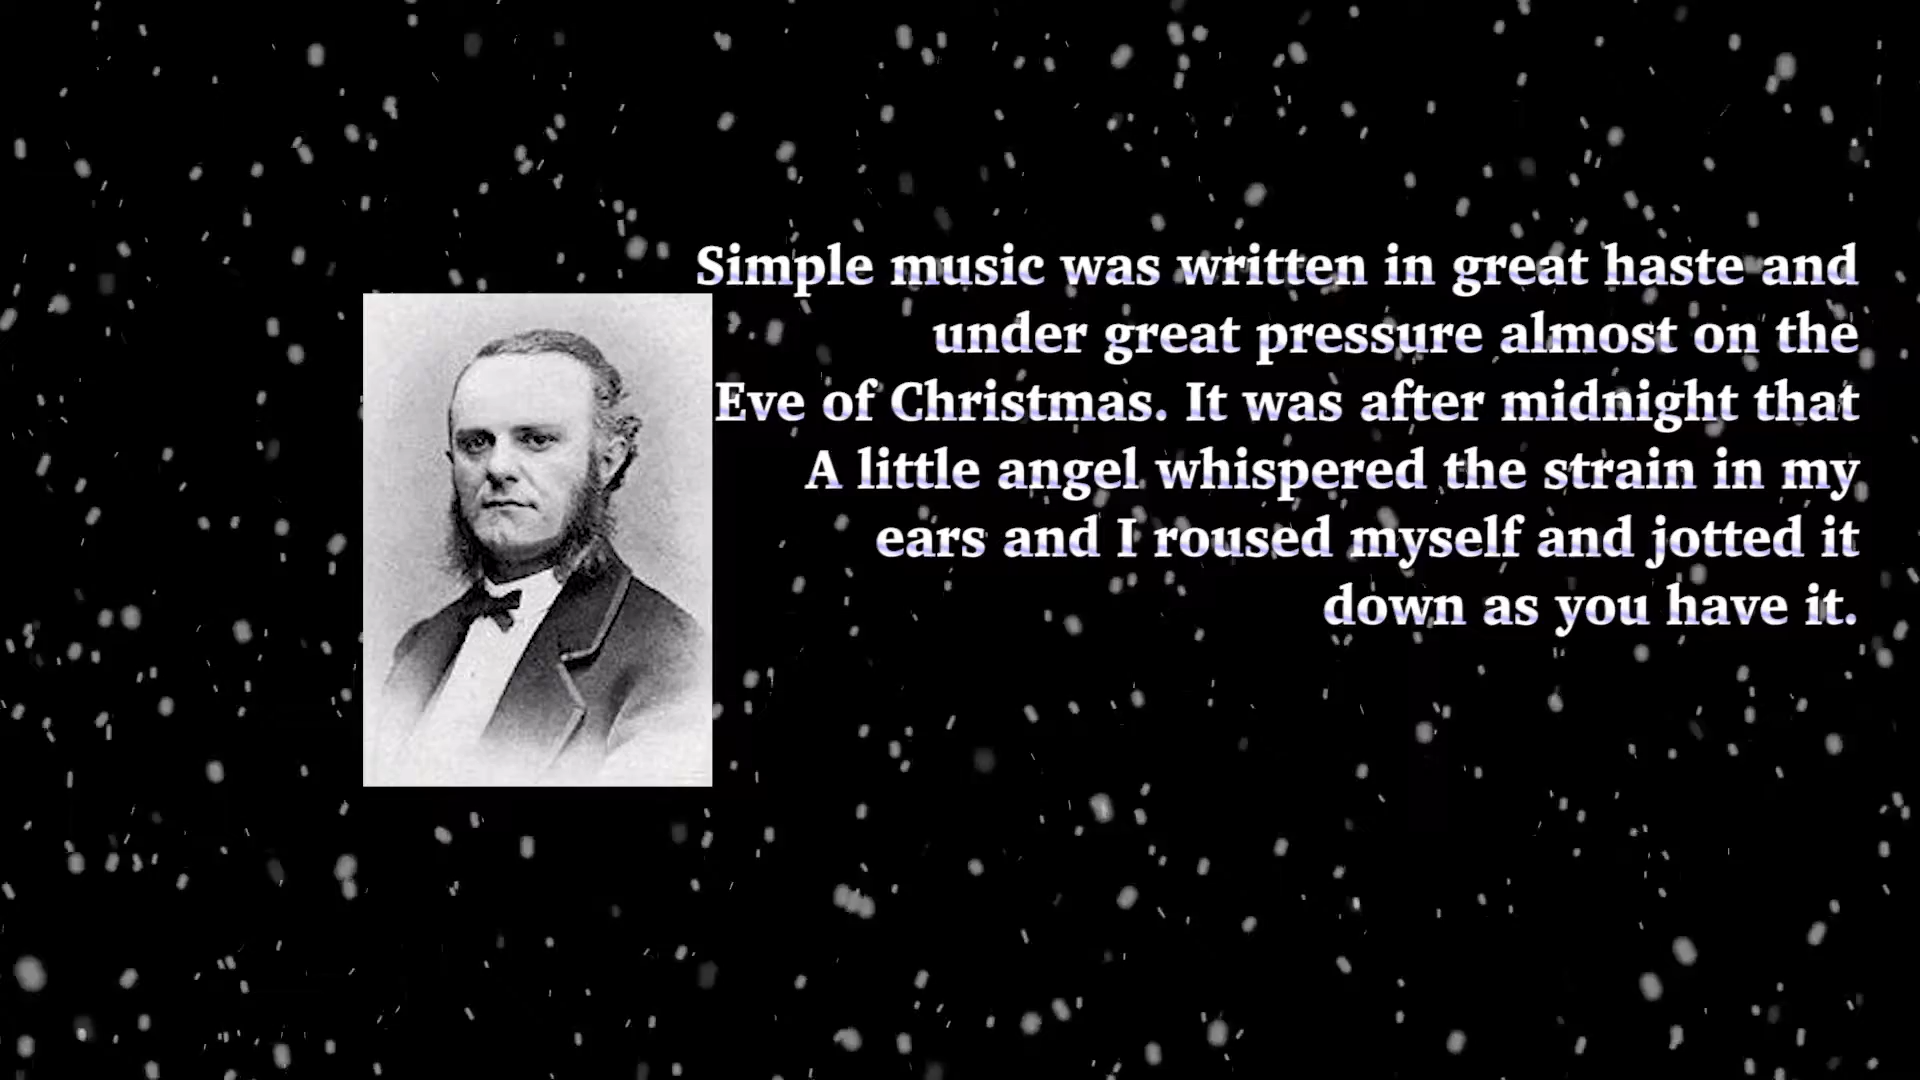 Simple music was written in great haste and
under great pressure almost on the
Eve of Christmas. It was after midnight that
A little angel whispered the strain in my
ears and I roused myself and jotted it
down as you have it.